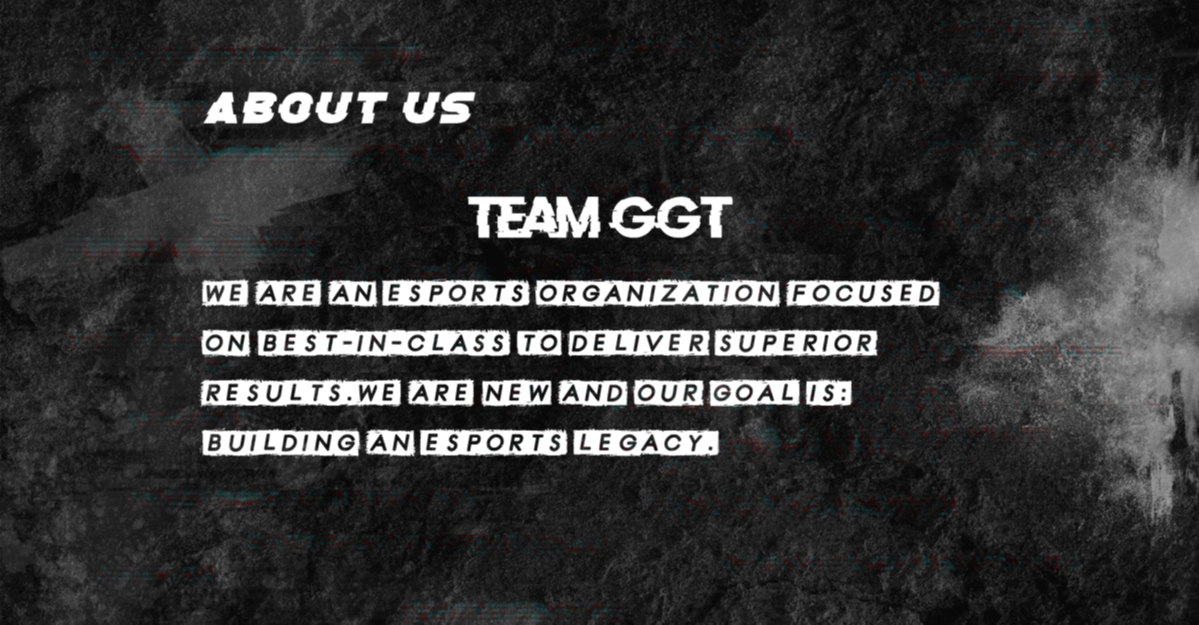 ABOUT US
TEAM GGT
WE ARE AN ESPORTS ORGANIZATION FOCUSED
ON BEST-IN-CLASS TO DELIVER SUPERIOR
RESULTS.WE ARE NEW AND OUR GOAL IS:
BUILDING AN ESPORTS LEGACY.